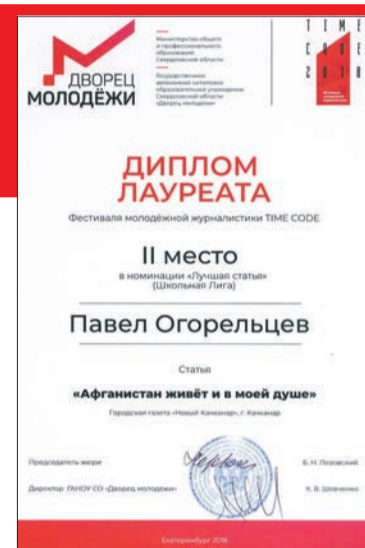 ДВОРЕЦ
МОЛОДЁЖИ
Министерство общего
и профессионального
образования
Свердловской области
Государственное
автономное нетиповое
образовательное учреждение
Свердловской области
«Дворец молодёжи»
TIME
CODE
2018
ДИПЛОМ
ЛАУРЕАТА
Фестиваля молодёжной журналистики TIME CODE
II место
в номинации «Лучшая статья»
(Школьная Лига)
Павел Огорельцев
Статья
«Афганистан живёт и в моей душе»
Городская газета «Новый Качканар», г. Качканар
Председатель жюри
Б. Н. Лозовский
Директор ГАНОУ СО «Дворец молодёжи»
К. В. Шевченко
Екатеринбург 2018